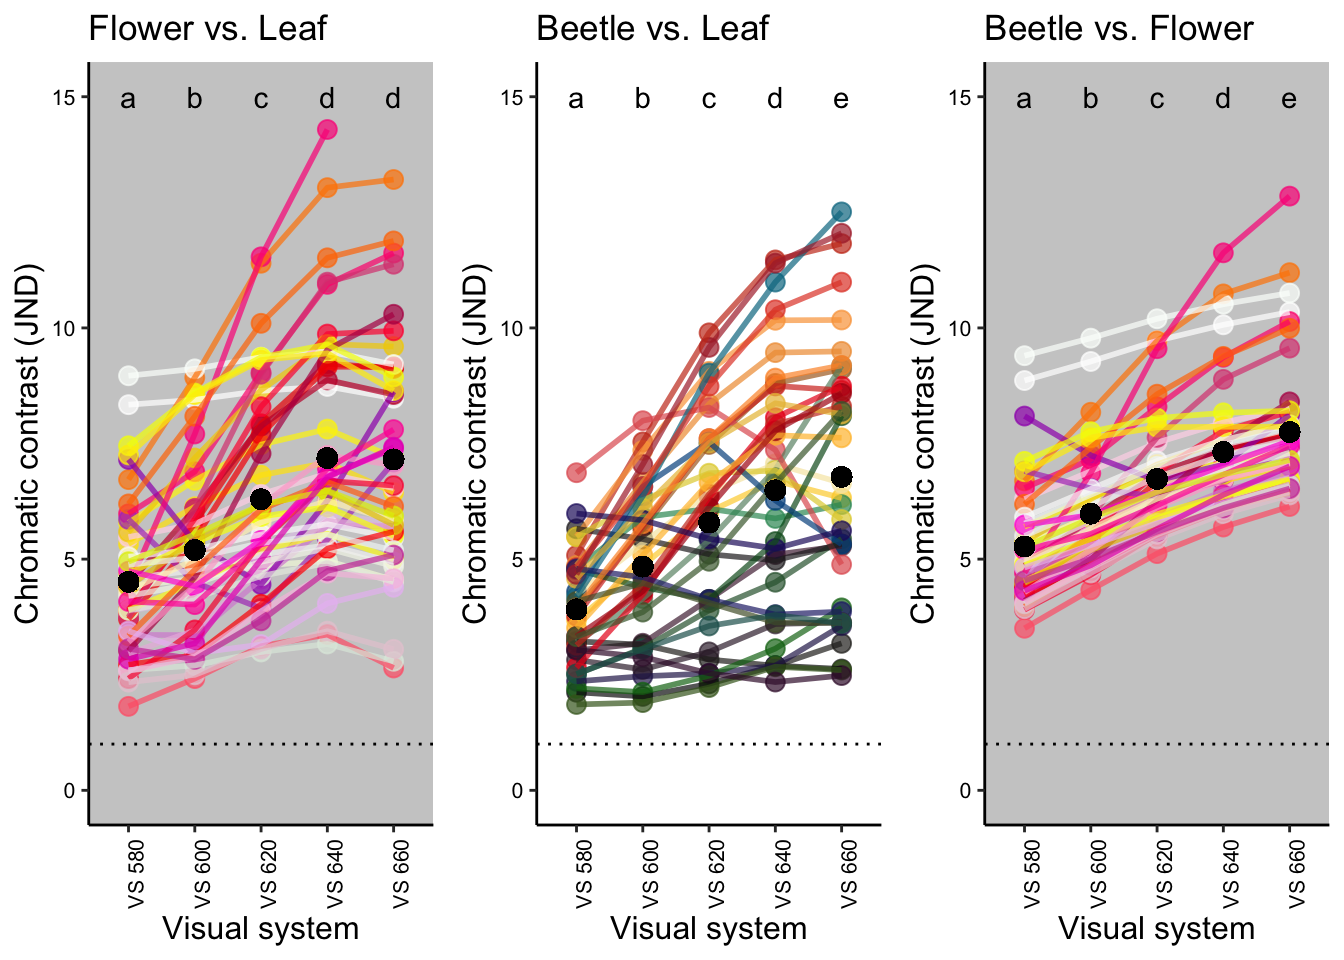 Flower vs. Leaf
Chromatic contrast (JND)
15
10
5
0
a b c d d
vs 580
vs 600
vs 620
vs 640
vs 660
Visual system
Beetle vs. Leaf
Chromatic contrast (JND)
15
10
5
0
a b c d e
vs 580
vs 600
vs 620
vs 640
vs 660
Visual system
Beetle vs. Flower
Chromatic contrast (JND)
15
10
5
0
a b c d e
vs 580
vs 600
vs 620
vs 640
vs 660
Visual system